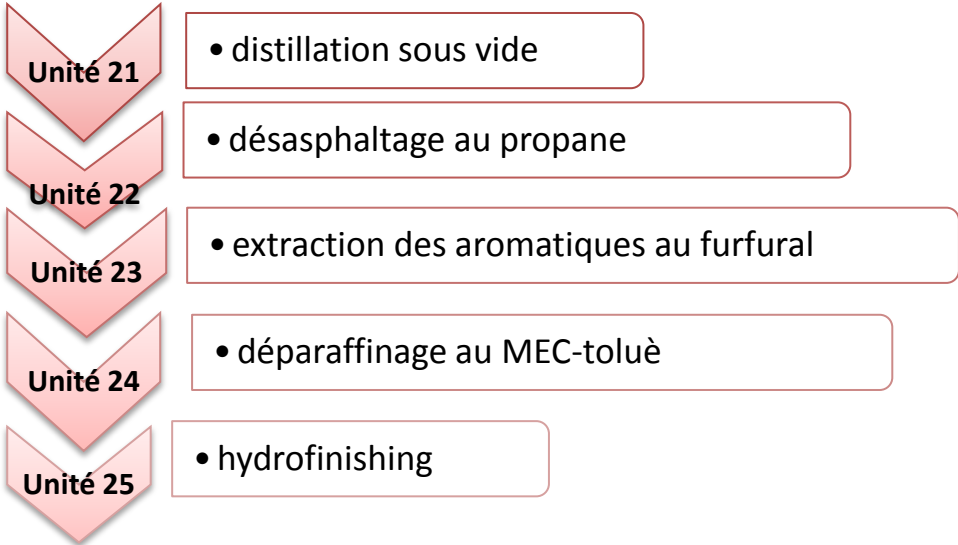 Unité 21
• distillation sous vide
Unité 22
• désasphaltage au propane
Unité 23
• extraction des aromatiques au furfural
Unité 24
• déparaffinage au MEC-toluè
Unité 25
• hydrofinishing